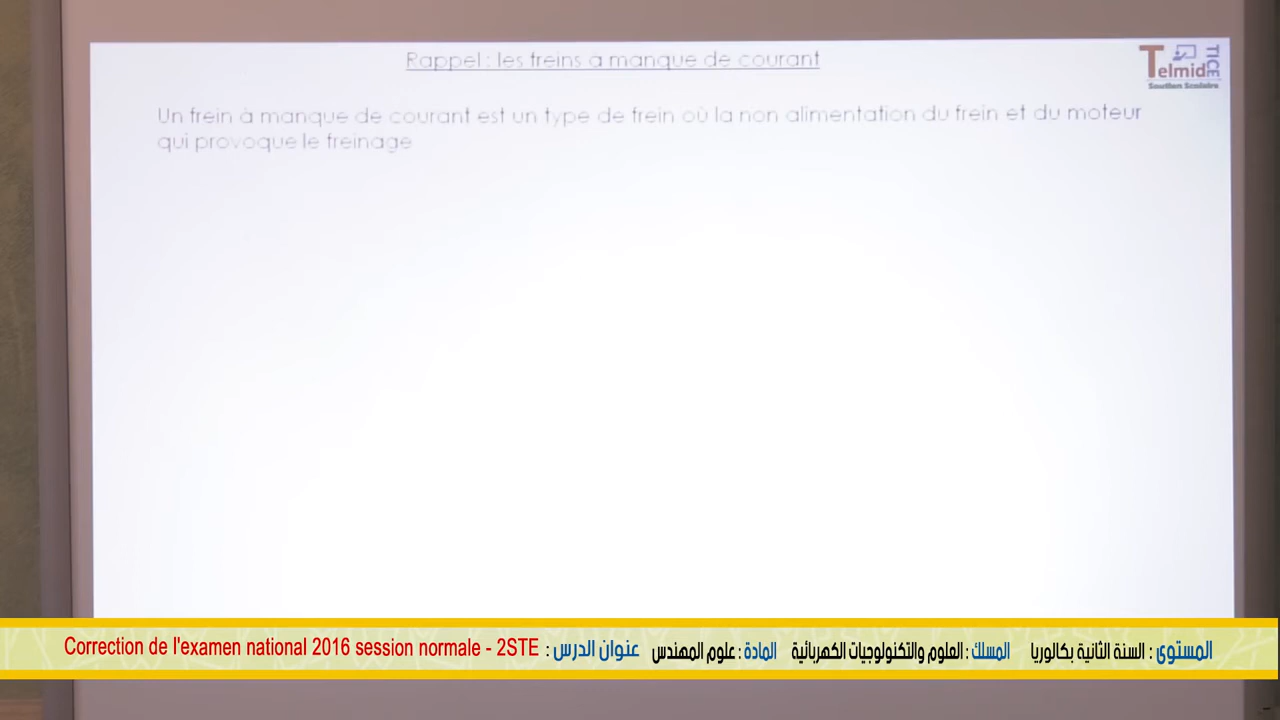 Rappel : les freins a manque de courant
Telmid TICE
Soutien Scolaire
Un frein à manque de courant est un type de frein où la non alimentation du frein et du moteur
qui provoque le freinage
المستوى : السنة الثانية بكالوريا المسلك : العلوم والتكنولوجيات الكهربائية المادة : علوم المهندس عنوان الدرس : Correction de l'examen national 2016 session normale - 2STE